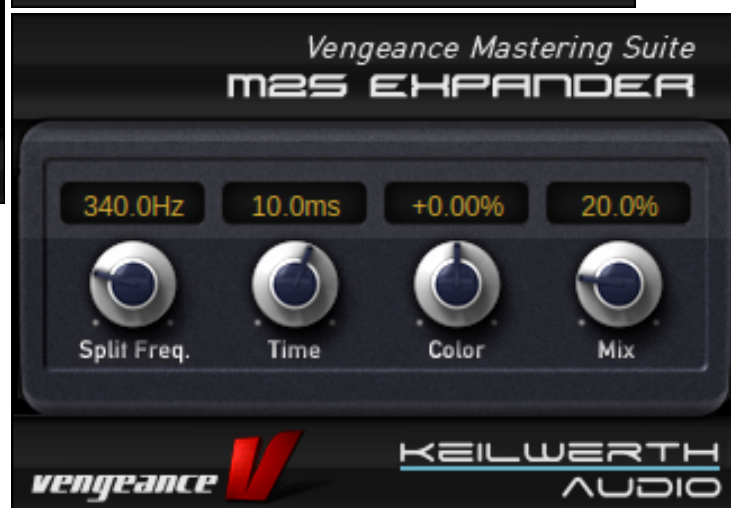 Vengeance Mastering Suite
M2S EXPANDER
340.0Hz 10.0ms +0.00% 20.0%
Split Freq. Time Color Mix
vengeance
KEILWERTH
AUDIO